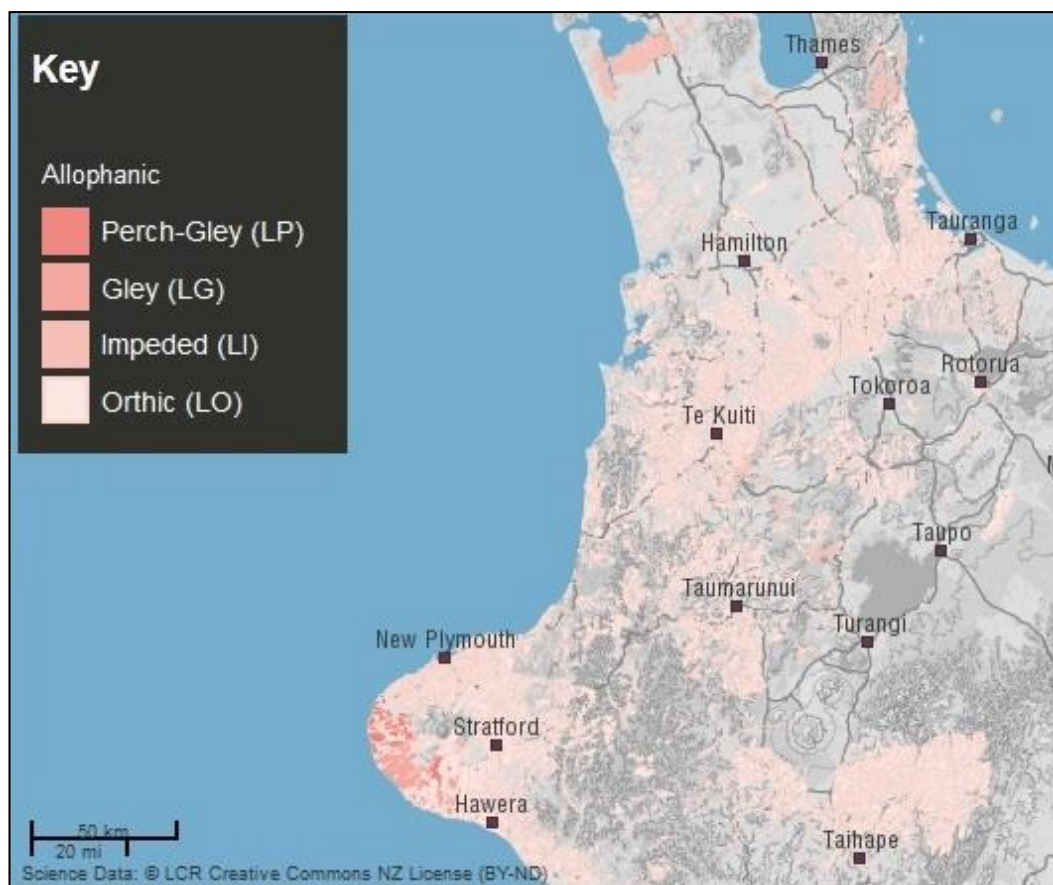 Key
Allophanic
Perch-Gley (LP)
Gley (LG)
Impeded (LI)
Orthic (LO)
Thames
Tauranga
Hamilton
Rotorua
Tokoroa
Te Kuiti
Taupo
Taumarunui
Turangi
New Plymouth
Stratford
Hawera
Taihape
50 km
20 mi
Science Data: © LCR Creative Commons NZ License (BY-ND)